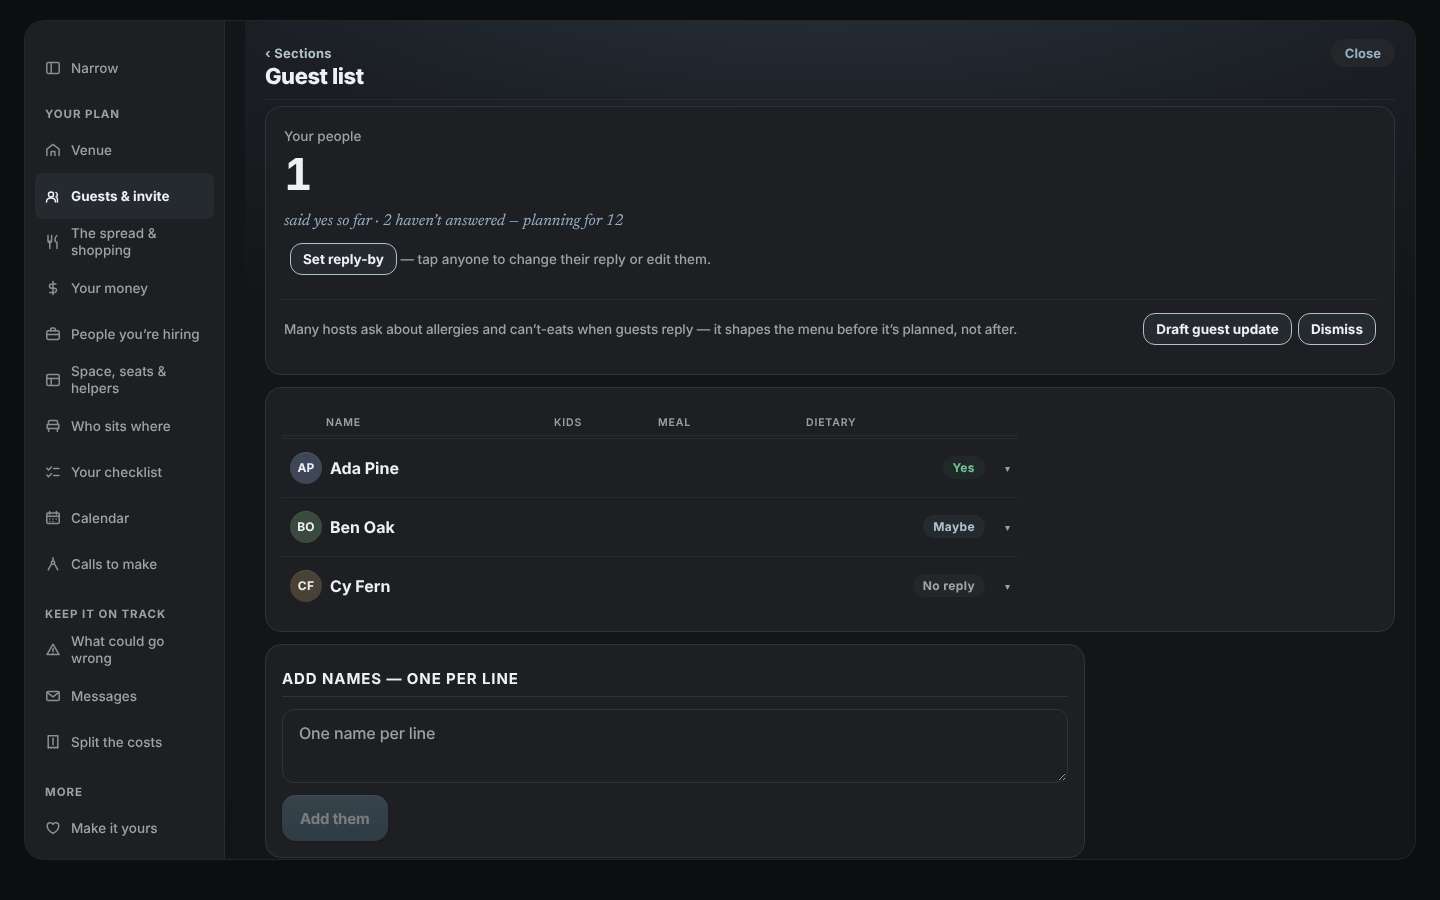 Narrow
YOUR PLAN
Venue
Guests & invite
The spread &
shopping
Your money
People you’re hiring
Space, seats &
helpers
Who sits where
Your checklist
Calendar
Calls to make
KEEP IT ON TRACK
What could go
wrong
Messages
Split the costs
MORE
Make it yours
‹ Sections
Close
Guest list
Your people
1
said yes so far · 2 haven’t answered — planning for 12
Set reply-by — tap anyone to change their reply or edit them.
Many hosts ask about allergies and can’t-eats when guests reply — it shapes the menu before it’s planned, not after.
Draft guest update Dismiss
NAME KIDS MEAL DIETARY
AP Ada Pine Yes
BO Ben Oak Maybe
CF Cy Fern No reply
ADD NAMES — ONE PER LINE
One name per line
Add them